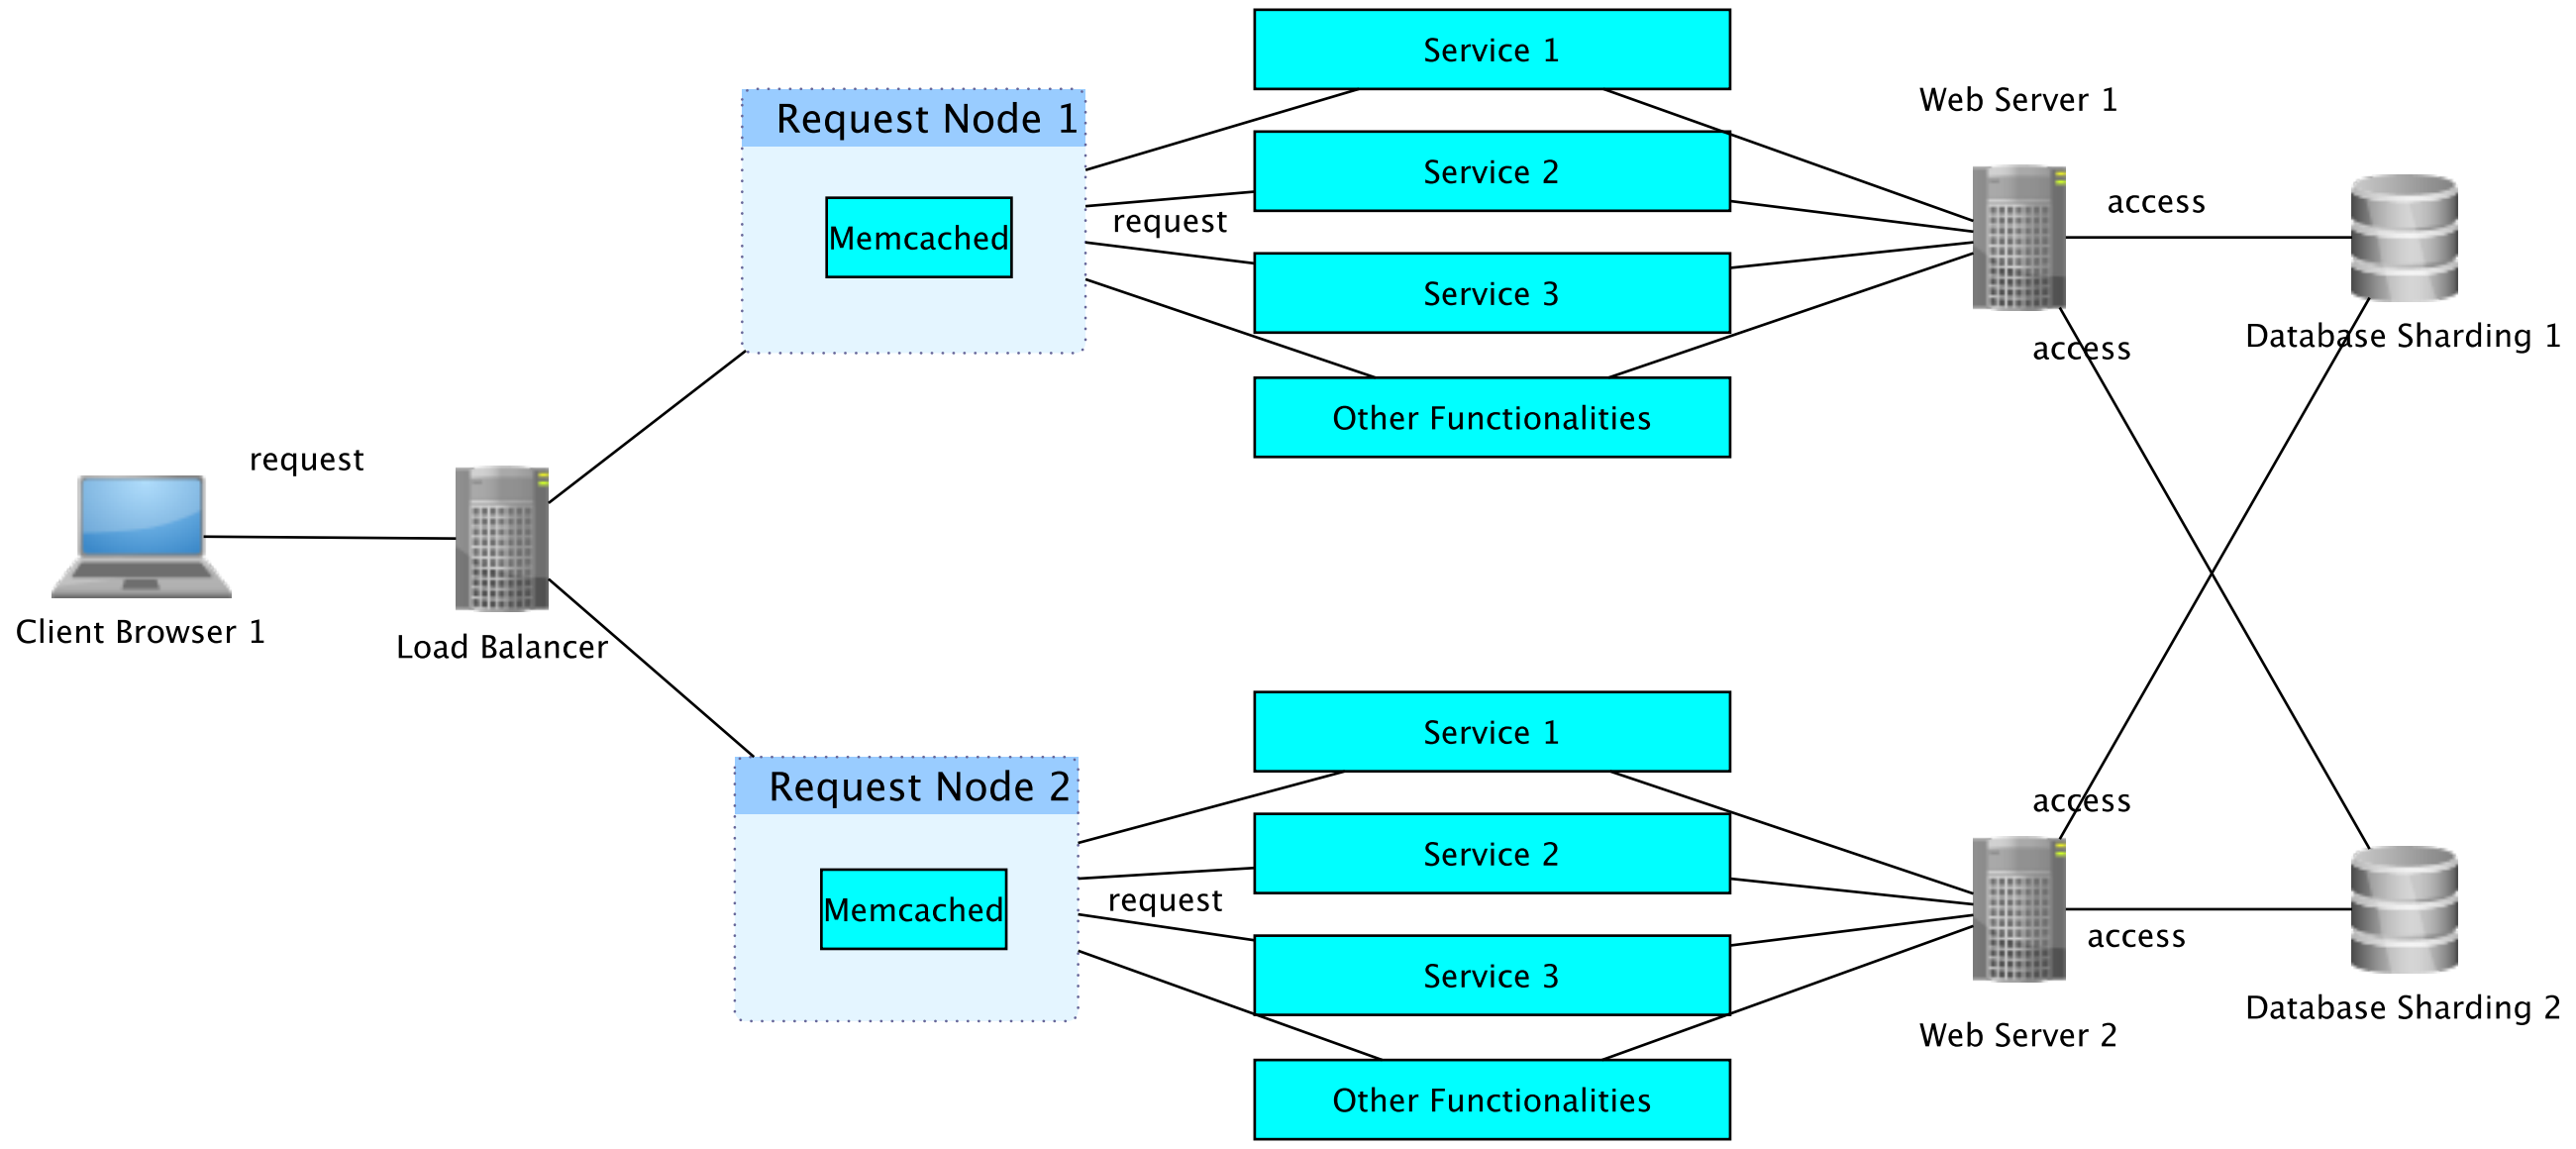 Service 1
Web Server 1
Request Node 1
Service 2
access
request
Memcached
Service 3
Database Sharding 1
access
Other Functionalities
request
Client Browser 1
Load Balancer
Service 1
Request Node 2
access
Service 2
request
Memcached
access
Service 3
Database Sharding 2
Web Server 2
Other Functionalities